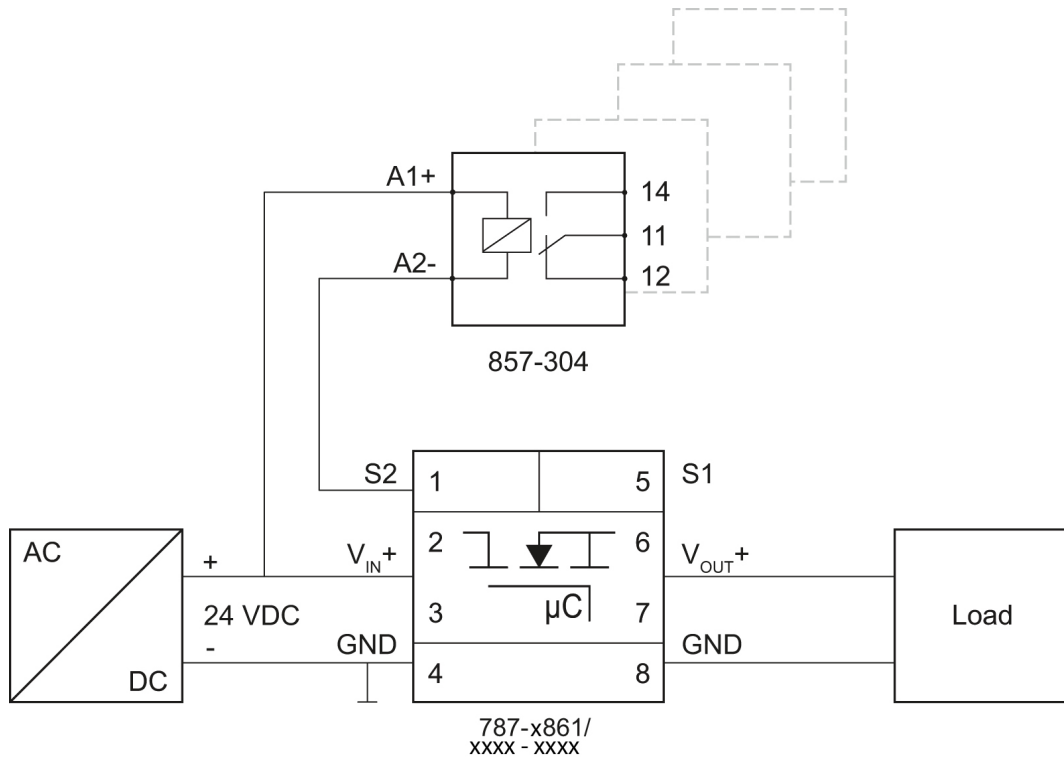 A1+
14
11
A2-
12
857-304
S2
1
5
S1
AC
+
VIN+
2
6
VOUT+
24 VDC
3
µC
7
Load
-
GND
GND
DC
4
8
787-x861/
xxxx - xxxx